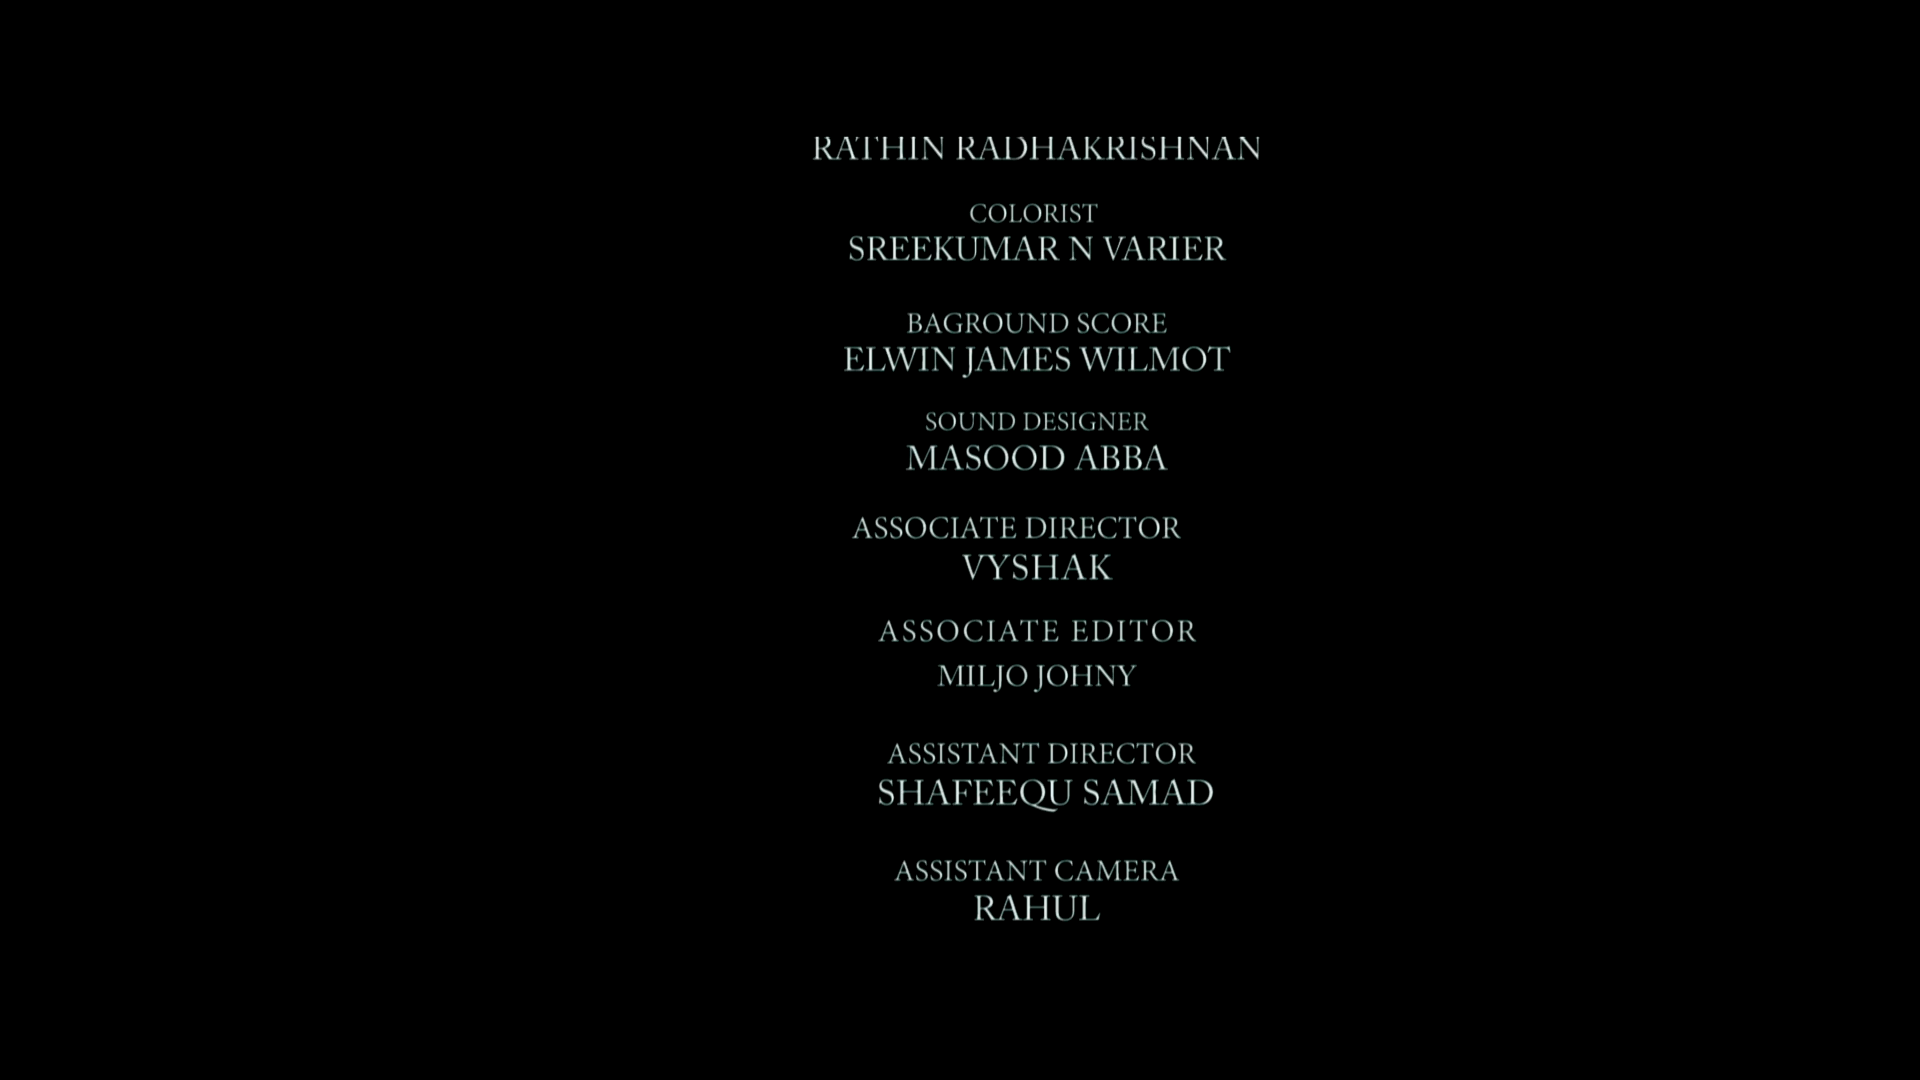 RATHIN RADHAKRISHNAN
COLORIST
SREEKUMAR N VARIER
BAGROUND SCORE
ELWIN JAMES WILMOT
SOUND DESIGNER
MASOOD ABBA
ASSOCIATE DIRECTOR
VYSHAK
ASSOCIATE EDITOR
MILJO JOHNY
ASSISTANT DIRECTOR
SHAFEEQU SAMAD
ASSISTANT CAMERA
RAHUL